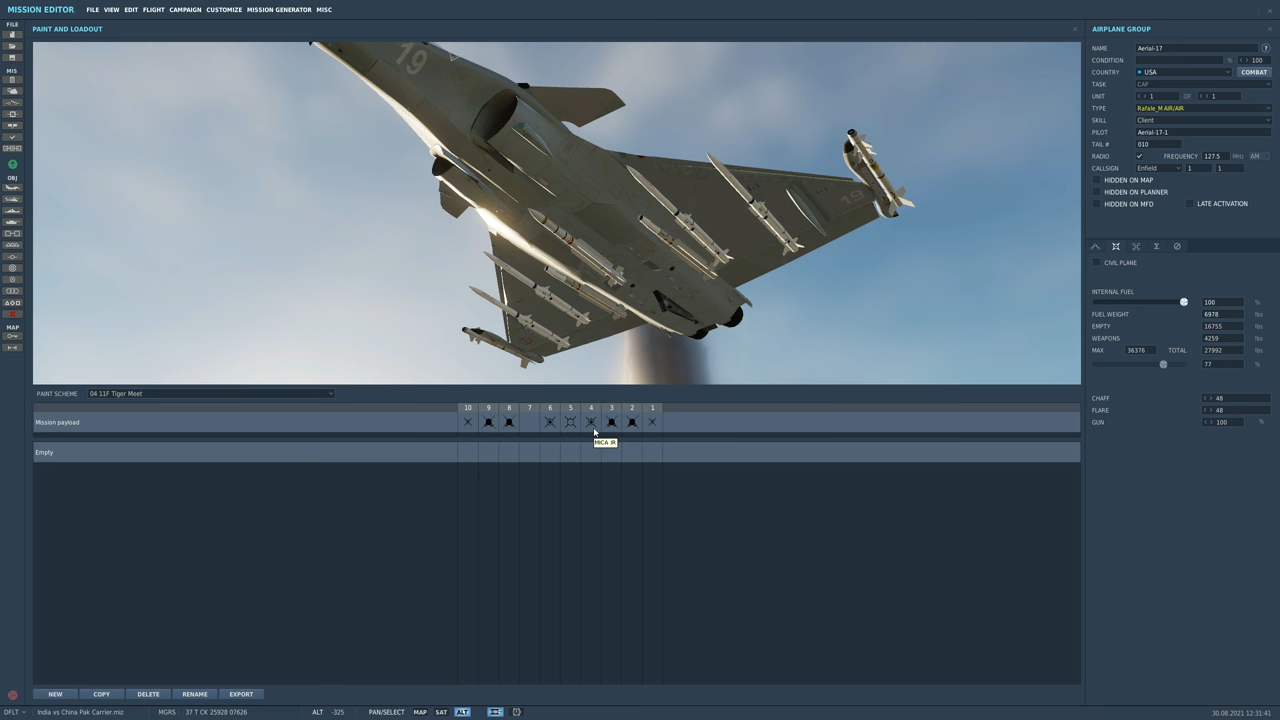 MISSION EDITOR FILE VIEW EDIT FLIGHT CAMPAIGN CUSTOMIZE MISSION GENERATOR MISC
FILE
MIS
OBJ
MAP
PAINT AND LOADOUT
19
19
PAINT SCHEME 04 11F Tiger Meet
10 9 8 7 6 5 4 3 2 1
Mission payload
MICA IR
Empty
NEW COPY DELETE RENAME EXPORT
AIRPLANE GROUP
NAME Aerial-17 ?
CONDITION % < > 100
COUNTRY USA COMBAT
TASK CAP
UNIT < > 1 OF < > 1
TYPE Rafale_M AIR/AIR
SKILL Client
PILOT Aerial-17-1
TAIL # 010
RADIO FREQUENCY 127.5 MHz AM
CALLSIGN Enfield 1 1
HIDDEN ON MAP
HIDDEN ON PLANNER
HIDDEN ON MFD LATE ACTIVATION
CIVIL PLANE
INTERNAL FUEL
100 %
FUEL WEIGHT 6978 lbs
EMPTY 16755 lbs
WEAPONS 4259 lbs
MAX 36376 TOTAL 27992 lbs
77 %
CHAFF < > 48
FLARE < > 48
GUN < > 100 %
DFLT India vs China Pak Carrier.miz MGRS 37 T CK 25928 07626 ALT -325 PAN/SELECT MAP SAT ALT 30.08.2021 12:31:41